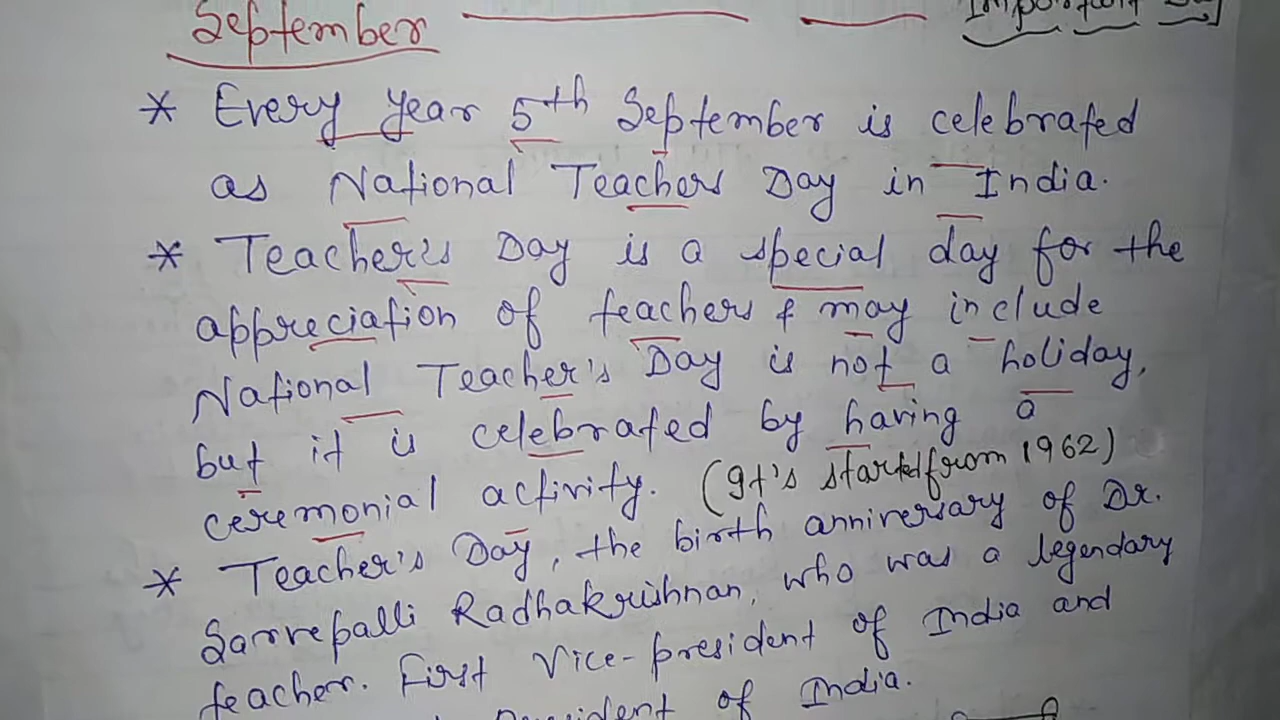 September
Important
* Every year 5th September is celebrated
as National Teachers Day in India.
* Teacher's Day is a special day for the
appreciation of teachers & may include
National Teacher's Day is not a holiday,
but it is celebrated by having a
ceremonial activity. (It's started from 1962)
* Teacher's Day, the birth anniversary of Dr.
Sarvepalli Radhakrishnan, who was a legendary
teacher. First Vice-president of India and
President of India.